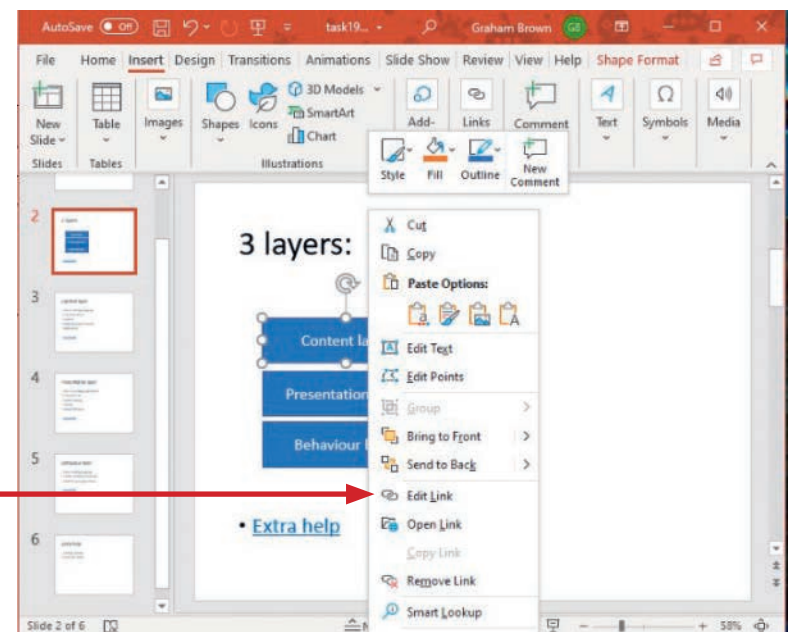 AutoSave Off task19... Graham Brown GB
File Home Insert Design Transitions Animations Slide Show Review View Help Shape Format
3D Models
SmartArt
Chart
New Slide Table Images Shapes Icons Add- Links Comment Text Symbols Media
Slides Tables Illustrations
Style Fill Outline New Comment
2
3
4
5
6
3 layers:
Content la
Presentation
Behaviour
Extra help
Cut
Copy
Paste Options:
Edit Text
Edit Points
Group
Bring to Front
Send to Back
Edit Link
Open Link
Copy Link
Remove Link
Smart Lookup
Slide 2 of 6 58%